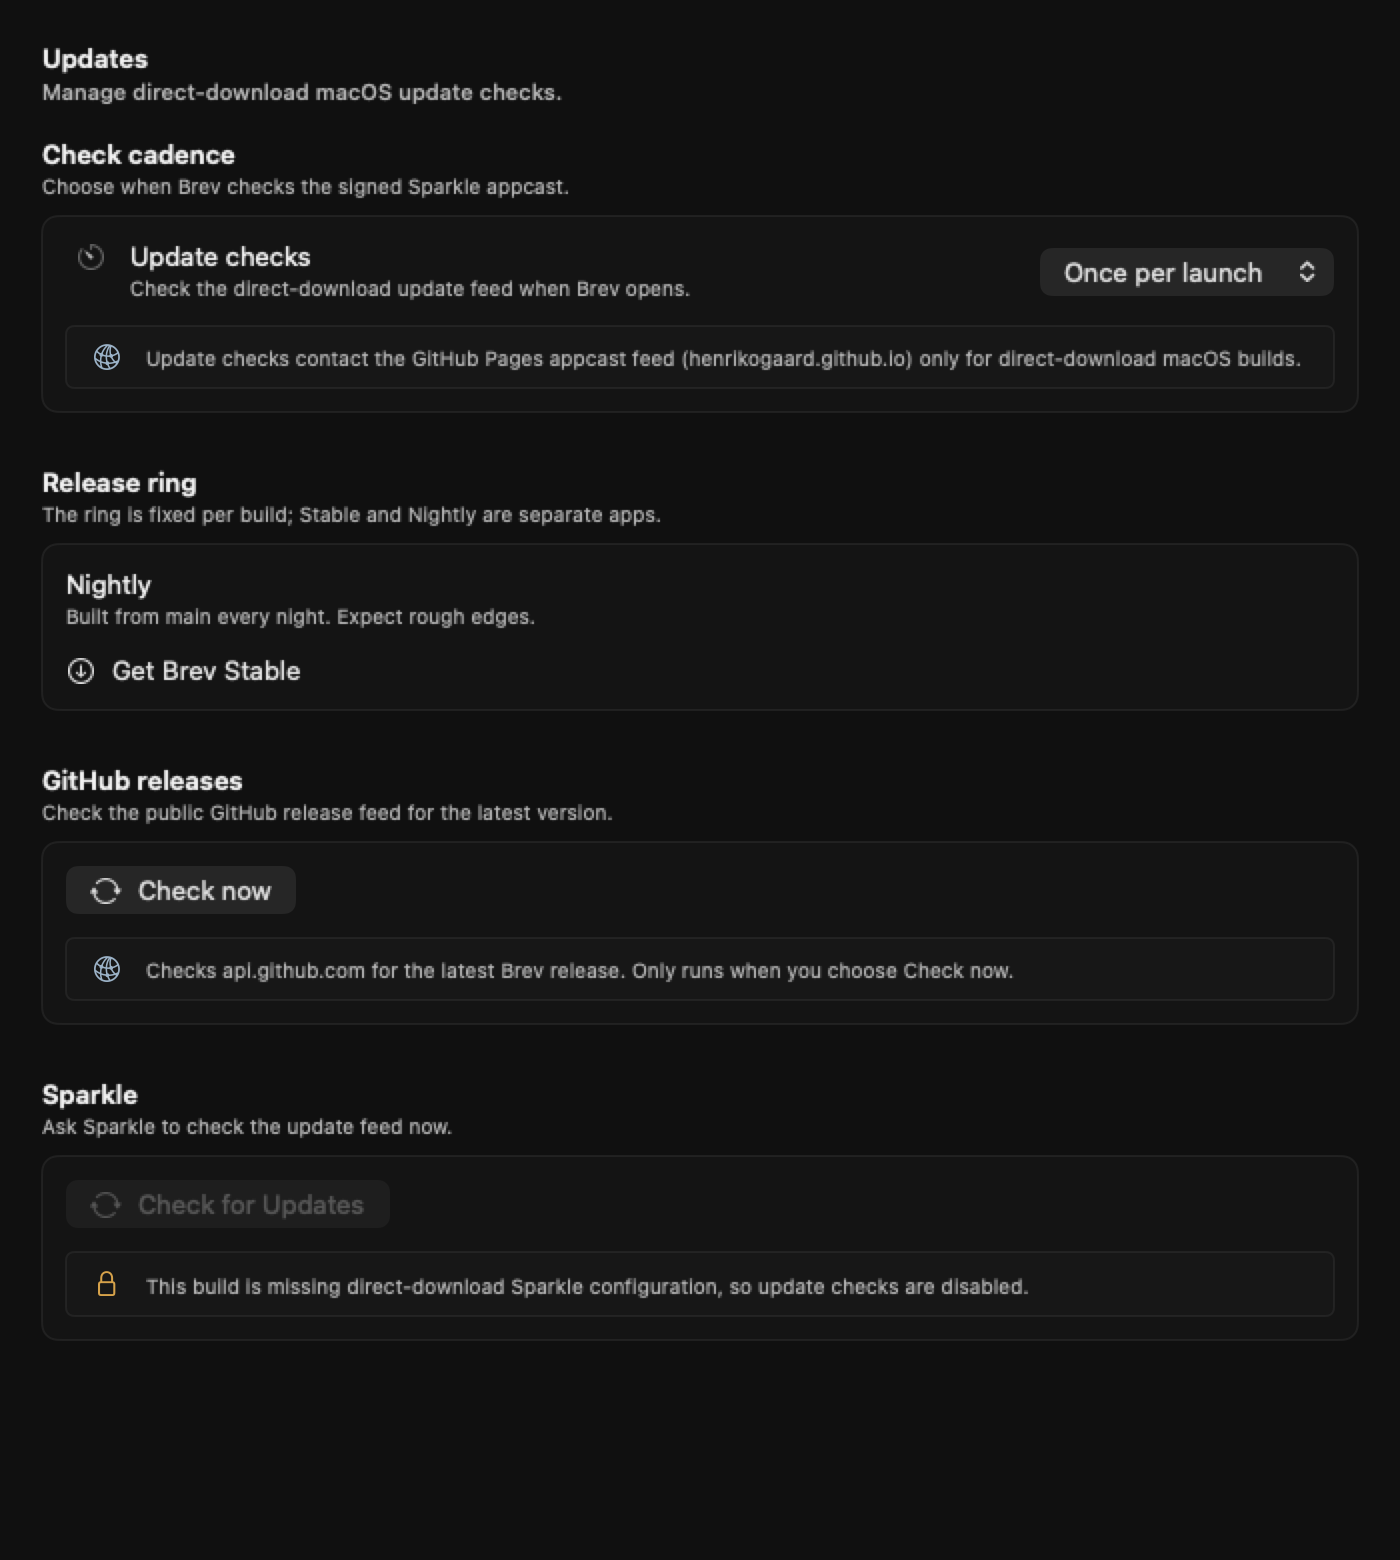 Updates
Manage direct-download macOS update checks.
Check cadence
Choose when Brev checks the signed Sparkle appcast.
Update checks
Once per launch
Check the direct-download update feed when Brev opens.
Update checks contact the GitHub Pages appcast feed (henrikogaard.github.io) only for direct-download macOS builds.
Release ring
The ring is fixed per build; Stable and Nightly are separate apps.
Nightly
Built from main every night. Expect rough edges.
Get Brev Stable
GitHub releases
Check the public GitHub release feed for the latest version.
Check now
Checks api.github.com for the latest Brev release. Only runs when you choose Check now.
Sparkle
Ask Sparkle to check the update feed now.
Check for Updates
This build is missing direct-download Sparkle configuration, so update checks are disabled.